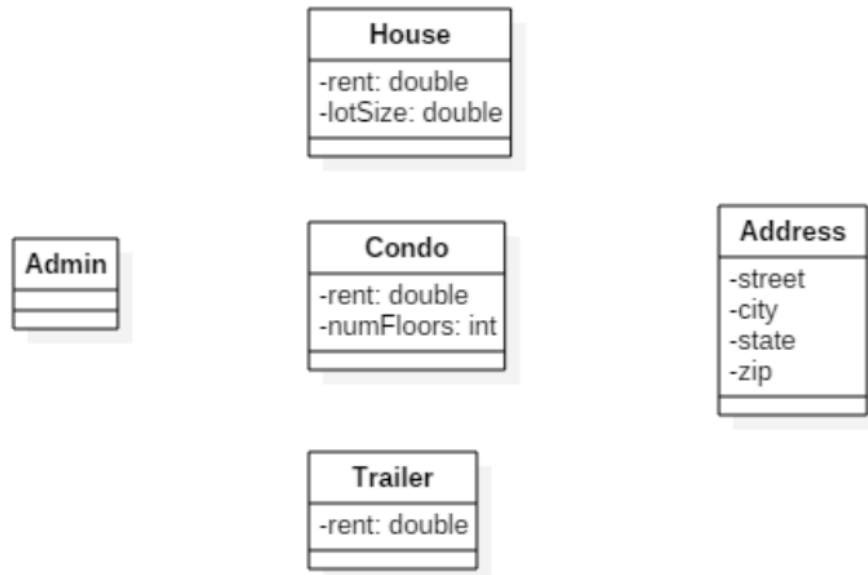 House
-rent: double
-lotSize: double
Admin
Condo
-rent: double
-numFloors: int
Address
-street
-city
-state
-zip
Trailer
-rent: double